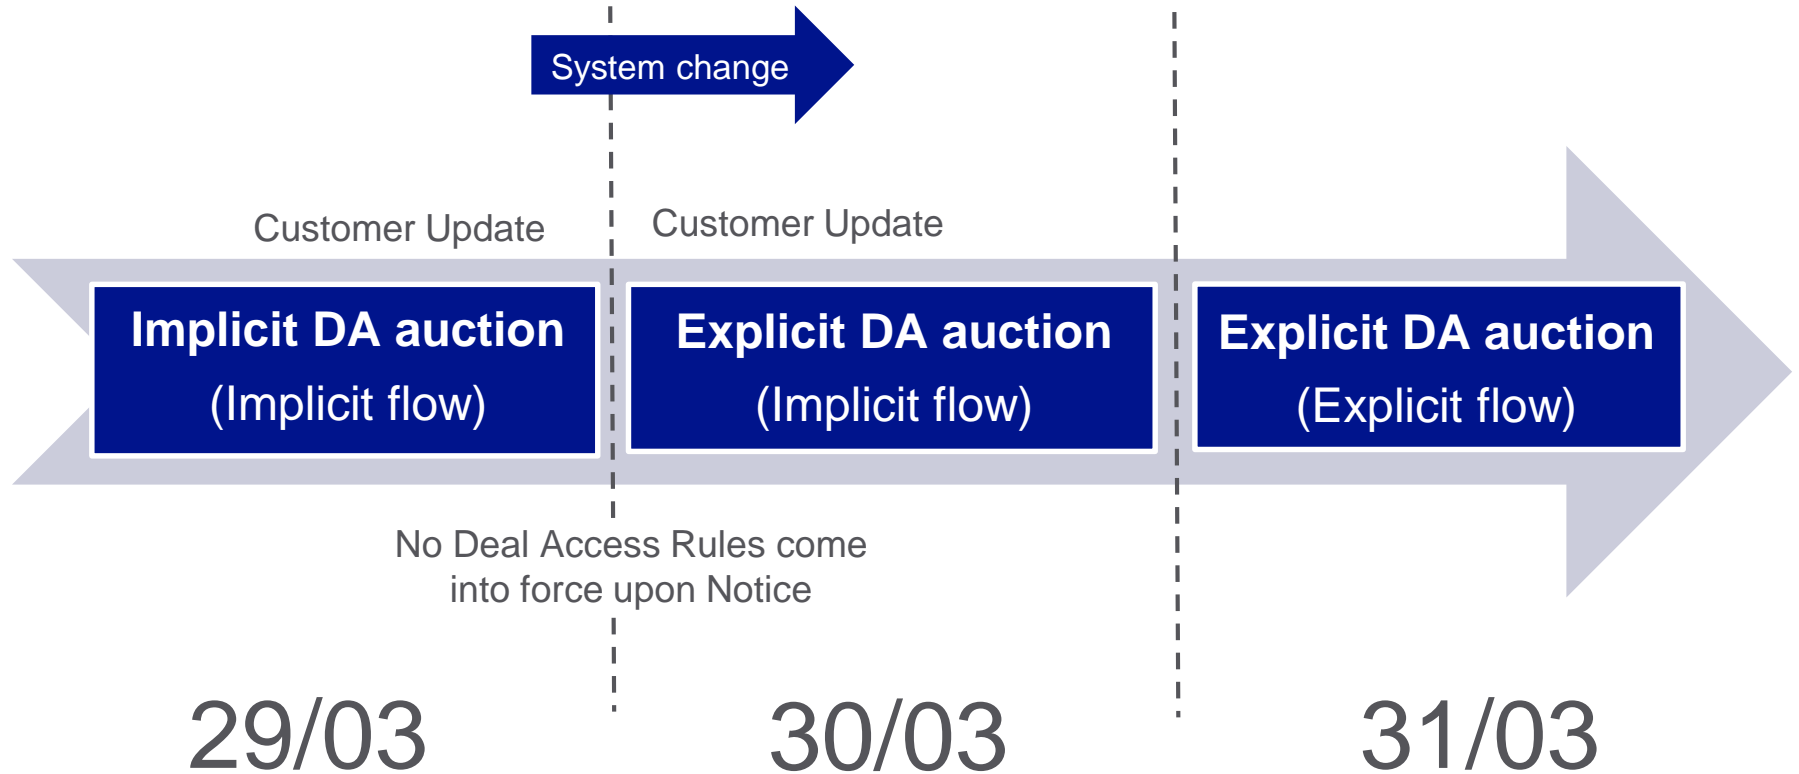 System change
Customer Update
Customer Update
Implicit DA auction
(Implicit flow)
Explicit DA auction
(Implicit flow)
Explicit DA auction
(Explicit flow)
No Deal Access Rules come
into force upon Notice
29/03
30/03
31/03